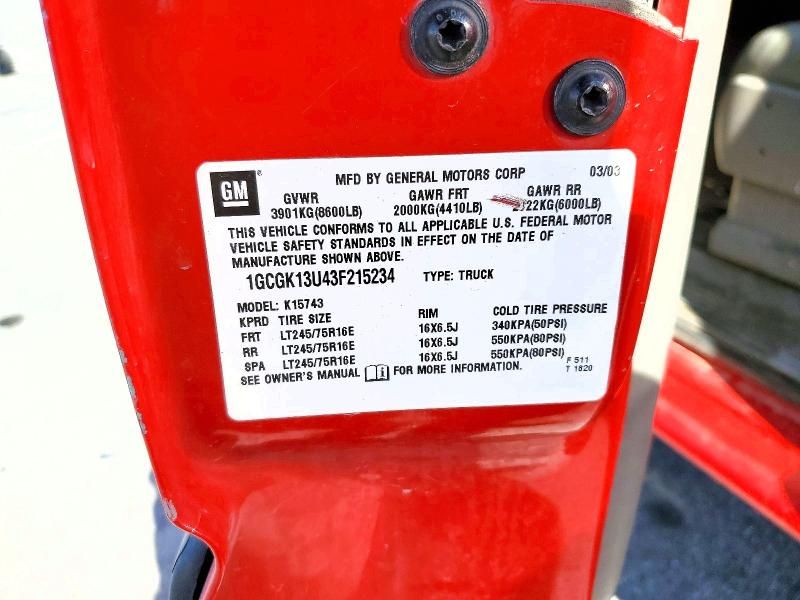 GM
MFD BY GENERAL MOTORS CORP 03/03
GVWR GAWR FRT GAWR RR
3901KG(8600LB) 2000KG(4410LB) 2722KG(6000LB)
THIS VEHICLE CONFORMS TO ALL APPLICABLE U.S. FEDERAL MOTOR
VEHICLE SAFETY STANDARDS IN EFFECT ON THE DATE OF
MANUFACTURE SHOWN ABOVE.
1GCGK13U43F215234 TYPE: TRUCK
MODEL: K15743
KPRD TIRE SIZE RIM COLD TIRE PRESSURE
FRT LT245/75R16E 16X6.5J 340KPA(50PSI)
RR LT245/75R16E 16X6.5J 550KPA(80PSI)
SPA LT245/75R16E 16X6.5J 550KPA(80PSI)
SEE OWNER'S MANUAL FOR MORE INFORMATION.
F 511
T 1820